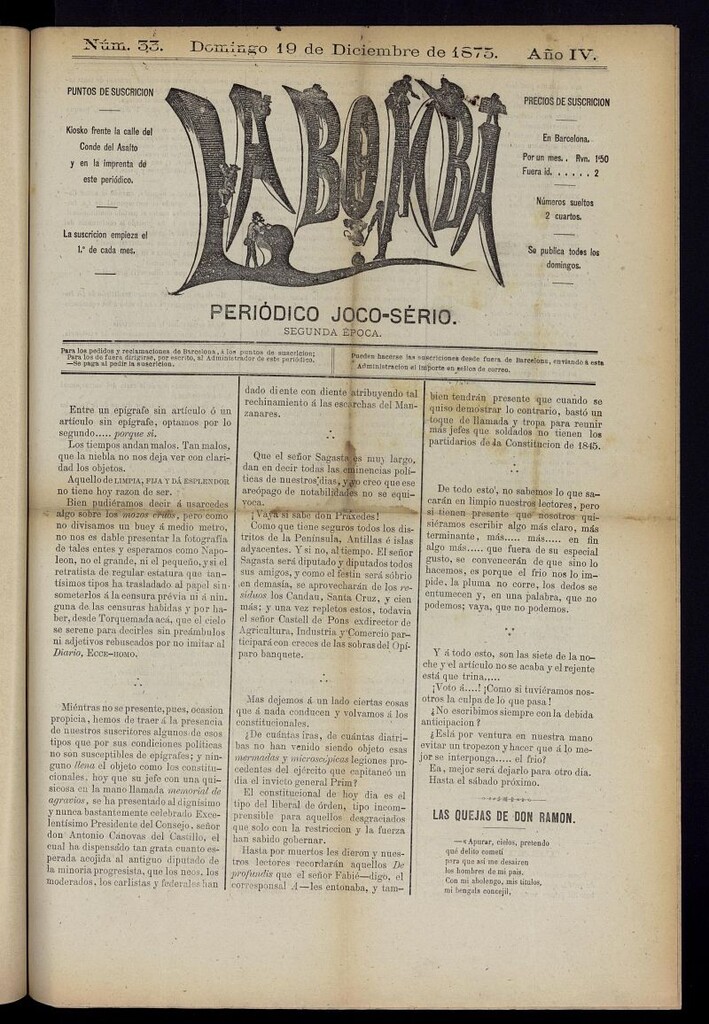 Núm. 33. Domingo 19 de Diciembre de 1875. Año IV.
PUNTOS DE SUSCRICION
Kiosko frente la calle del
Conde del Asalto
y en la imprenta de
este periódico.
La suscricion empieza el
1.º de cada mes.
LA BOMBA
PRECIOS DE SUSCRICION
En Barcelona.
Por un mes. . Rvn. 1'50
Fuera id. . . . . . 2
Números sueltos
2 cuartos.
Se publica todos los
domingos.
PERIÓDICO JOCO-SÉRIO.
SEGUNDA ÉPOCA.
Para los pedidos y reclamaciones de Barcelona, á los puntos de suscricion;
Para los de fuera dirigirse, por escrito, al Administrador de este periódico.
—Se paga al pedir la suscricion.
Pueden hacerse las suscriciones desde fuera de Barcelona, enviando á esta
Administracion el importe en sellos de correo.
Entre un epígrafe sin artículo ó un
artículo sin epígrafe, optamos por lo
segundo..... porque sí.
Los tiempos andan malos. Tan malos,
que la niebla no nos deja ver con clari-
dad los objetos.
Aquello de LIMPIA, FIJA Y DÁ ESPLENDOR
no tiene hoy razon de ser.
Bien pudiéramos decir á usarcedes
algo sobre los mozos crúos, pero como
no divisamos un buey á medio metro,
no nos es dable presentar la fotografía
de tales entes y esperamos como Napo-
leon, no el grande, ni el pequeño, y si el
retratista de regular estatura que tan-
tísimos tipos ha trasladado al papel sin
someterlos á la censura prévia ni á nin-
guna de las censuras habidas y por ha-
ber, desde Torquemada acá, que el cielo
se serene para decirles sin preámbulos
ni adjetivos rebuscados por no imitar al
Diario, ECCE-HOMO.
Miéntras no se presente, pues, ocasion
propicia, hemos de traer á la presencia
de nuestros suscritores algunos de esos
tipos que por sus condiciones políticas
no son susceptibles de epígrafes; y nin-
guno llena el objeto como los constitu-
cionales, hoy que su jefe con una qui-
sicosa en la mano llamada memorial de
agravios, se ha presentado al dignísimo
y nunca bastantemente celebrado Exce-
lentísimo Presidente del Consejo, señor
don Antonio Cánovas del Castillo, el
cual ha dispensado tan grata cuanto es-
perada acojida al antiguo diputado de
la minoria progresista, que los neos, los
moderados, los carlistas y federales han
dado diente con diente atribuyendo tal
rechinamiento á las escarchas del Man-
zanares.
Que el señor Sagasta es muy largo,
dan en decir todas las eminencias políti-
cas de nuestros dias, y yo creo que ese
areópago de notabilidades no se equi-
voca.
¡Vaya si sabe don Práxedes!
Como que tiene seguros todos los dis-
tritos de la Península, Antillas é islas
adyacentes. Y si no, al tiempo. El señor
Sagasta será diputado y diputados todos
sus amigos, y como el festin será sóbrio
en demasía, se aprovecharán de los re-
siduos los Candau, Santa Cruz, y cien
más; y una vez repletos estos, todavia
el señor Castell de Pons exdirector de
Agricultura, Industria y Comercio par-
ticipará con creces de las sobras del Opí-
paro banquete.
Mas dejemos á un lado ciertas cosas
que á nada conducen y volvamos á los
constitucionales.
¿De cuántas iras, de cuántas diatri-
bas no han venido siendo objeto esas
mermadas y microscópicas legiones pro-
cedentes del ejército que capitaneó un
dia el invicto general Prim?
El constitucional de hoy dia es el
tipo del liberal de órden, tipo incom-
prensible para aquellos desgraciados
que solo con la restriccion y la fuerza
han sabido gobernar.
Hasta por muertos les dieron y nues-
tros lectores recordarán aquellos De
profundis que el señor Fabié—digo, el
corresponsal A—les entonaba, y tam-
bien tendrán presente que cuando se
quiso demostrar lo contrario, bastó un
toque de llamada y tropa para reunir
más jefes que soldados no tienen los
partidarios de la Constitucion de 1845.
De todo esto, no sabemos lo que sa-
carán en limpio nuestros lectores, pero
si tienen presente que nosotros qui-
siéramos escribir algo más claro, más
terminante, más..... más..... en fin
algo más..... que fuera de su especial
gusto, se convencerán de que sino lo
hacemos, es porque el frio nos lo im-
pide, la pluma no corre, los dedos se
entumecen y, en una palabra, que no
podemos; vaya, que no podemos.
Y á todo esto, son las siete de la no-
che y el artículo no se acaba y el rejente
está que trina.....
¡Voto á....! ¡Como si tuviéramos nos-
otros la culpa de lo que pasa!
¿No escribimos siempre con la debida
anticipacion?
¿Está por ventura en nuestra mano
evitar un tropezon y hacer que á lo me-
jor se interponga..... el frio?
Ea, mejor será dejarlo para otro dia.
Hasta el sábado próximo.
LAS QUEJAS DE DON RAMON.
—«Apurar, cielos, pretendo
qué delito cometí
para que así me desairen
los hombres de mi pais.
Con mi abolengo, mis títulos,
mi bengala concejil,